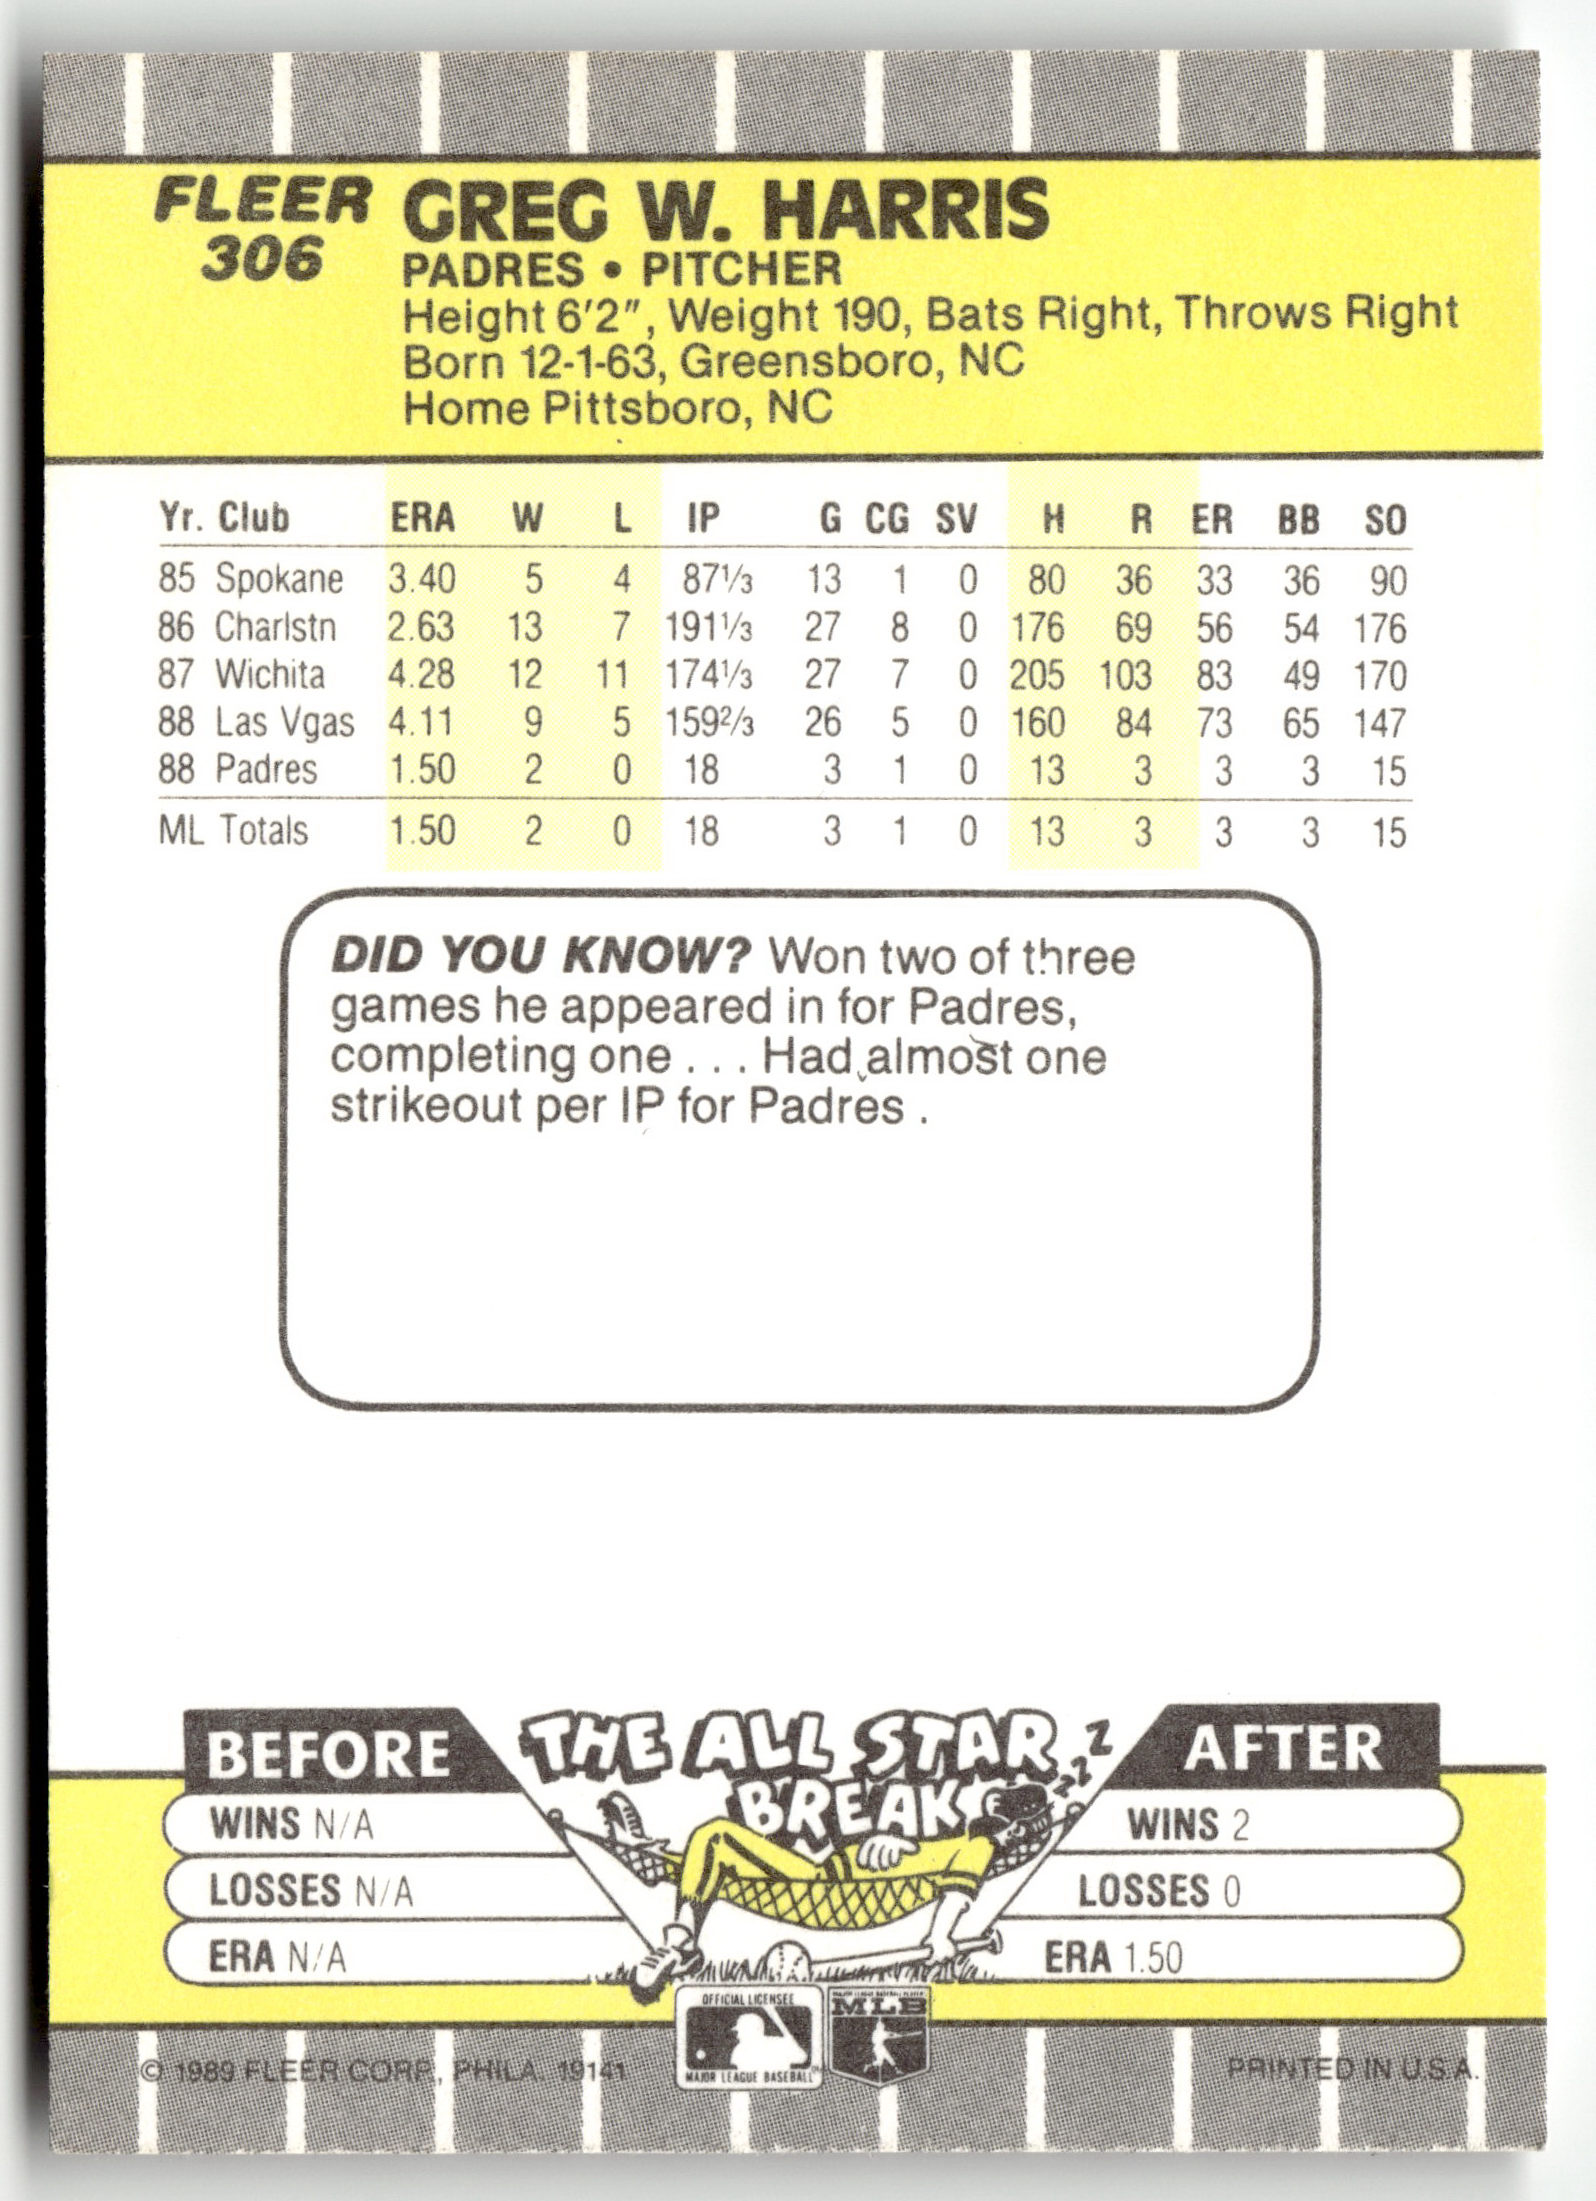 FLEER GREG W. HARRIS
306 PADRES • PITCHER
Height 6'2", Weight 190, Bats Right, Throws Right
Born 12-1-63, Greensboro, NC
Home Pittsboro, NC
Yr. Club ERA W L IP G CG SV H R ER BB SO
85 Spokane 3.40 5 4 87⅓ 13 1 0 80 36 33 36 90
86 Charlstn 2.63 13 7 191⅓ 27 8 0 176 69 56 54 176
87 Wichita 4.28 12 11 174⅓ 27 7 0 205 103 83 49 170
88 Las Vgas 4.11 9 5 159⅔ 26 5 0 160 84 73 65 147
88 Padres 1.50 2 0 18 3 1 0 13 3 3 3 15
ML Totals 1.50 2 0 18 3 1 0 13 3 3 3 15
DID YOU KNOW? Won two of three
games he appeared in for Padres,
completing one . . . Had almost one
strikeout per IP for Padres .
BEFORE THE ALL STAR BREAK Z Z Z Z AFTER
WINS N/A WINS 2
LOSSES N/A LOSSES 0
ERA N/A ERA 1.50
OFFICIAL LICENSEE
MAJOR LEAGUE BASEBALL
MLB
© 1989 FLEER CORP., PHILA. 19141 PRINTED IN U.S.A.